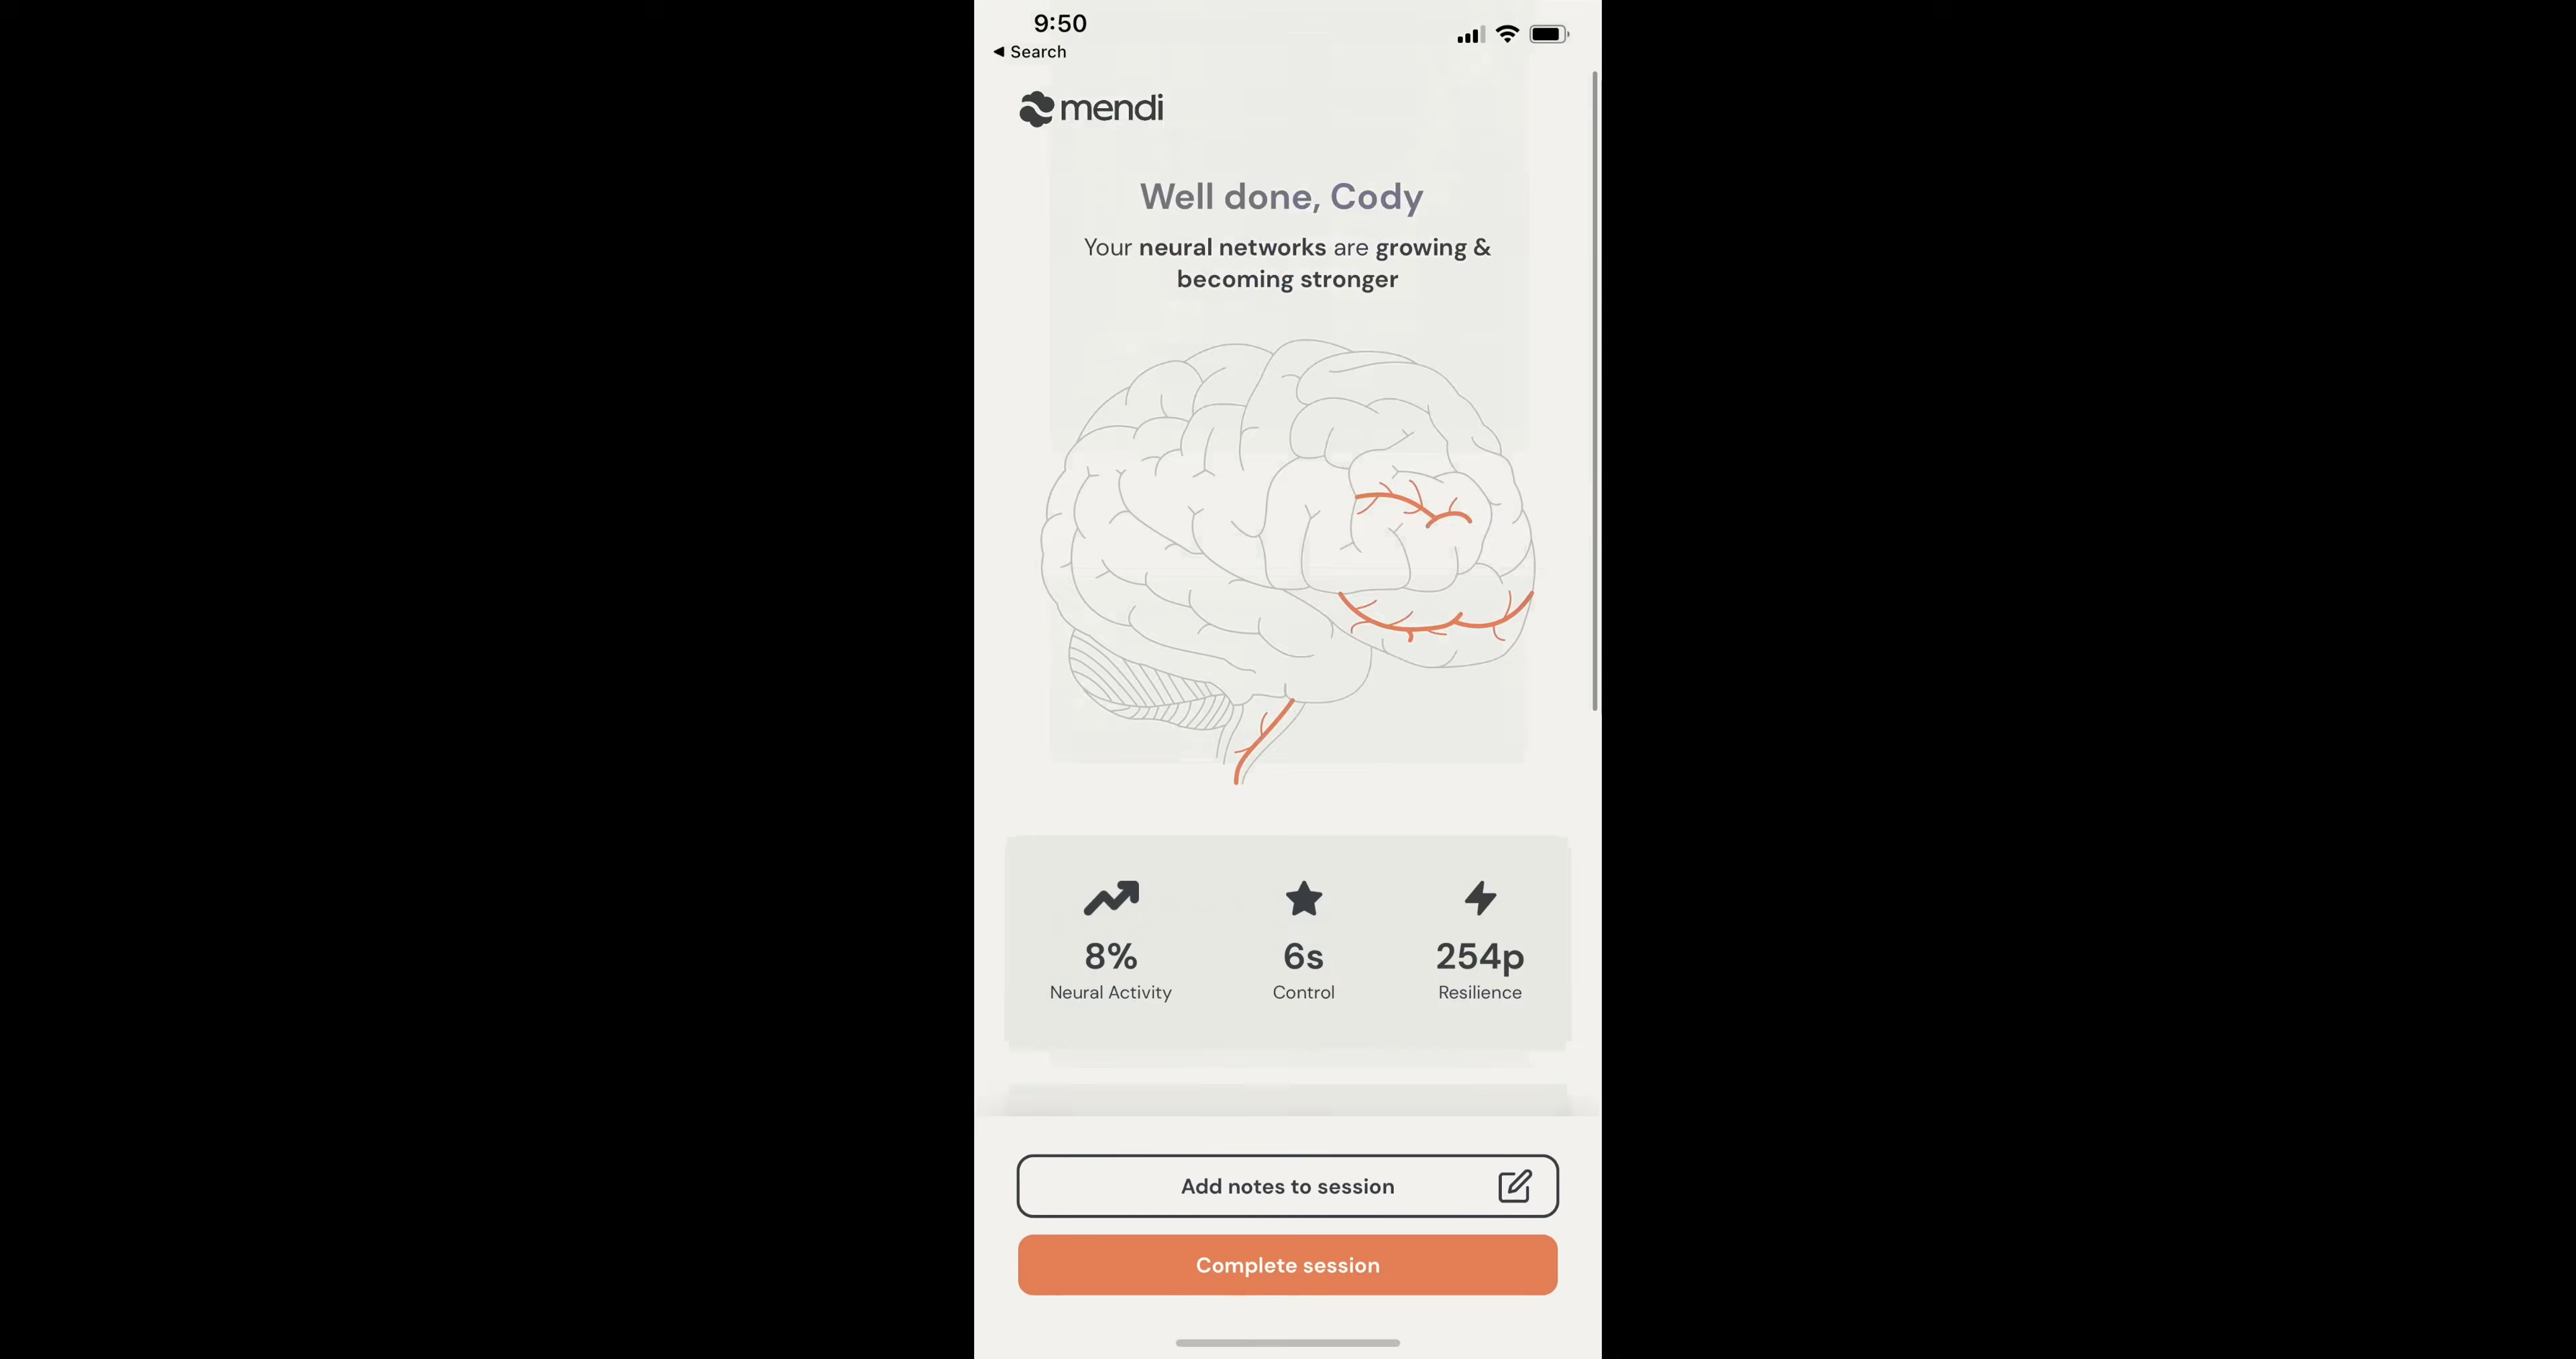 9:50
Search
mendi
Well done, Cody
Your neural networks are growing &
becoming stronger
8% 6s 254p
Neural Activity Control Resilience
Add notes to session
Complete session